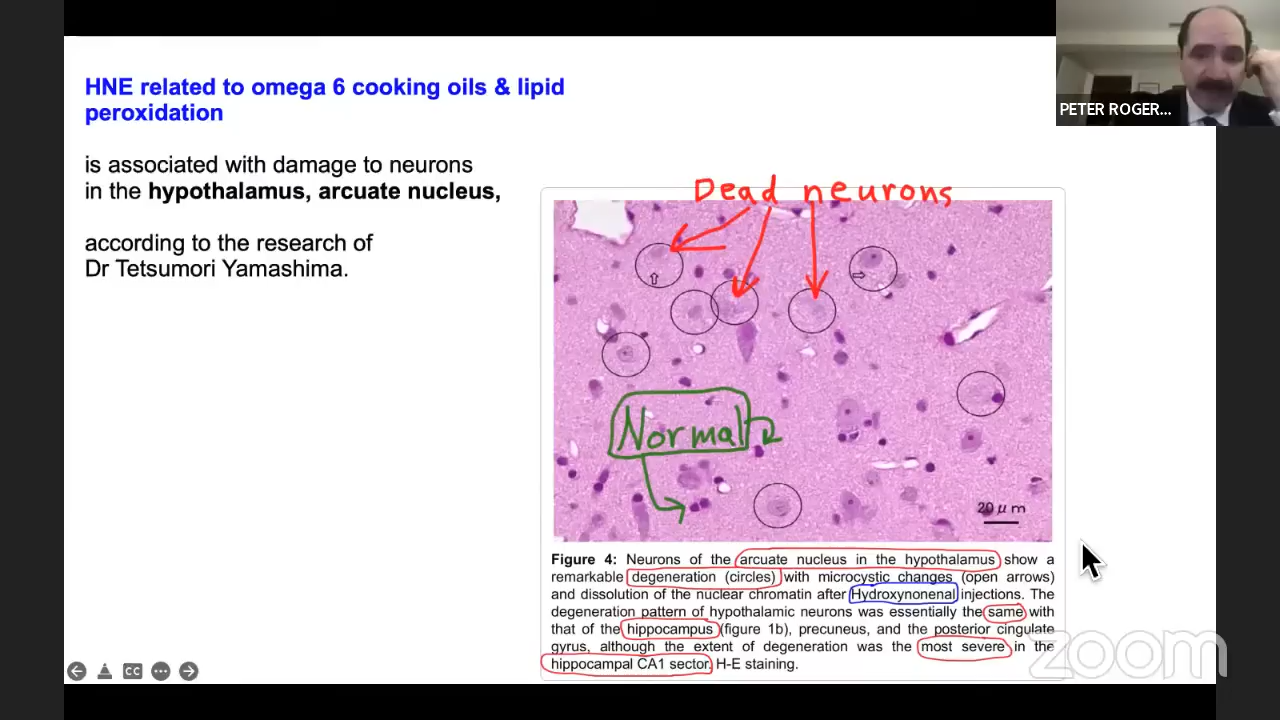 HNE related to omega 6 cooking oils & lipid
peroxidation
is associated with damage to neurons
in the hypothalamus, arcuate nucleus,
according to the research of
Dr Tetsumori Yamashima.
PETER ROGER...
Dead neurons
Normal
20 μm
Figure 4: Neurons of the arcuate nucleus in the hypothalamus show a
remarkable degeneration (circles) with microcystic changes (open arrows)
and dissolution of the nuclear chromatin after Hydroxynonenal injections. The
degeneration pattern of hypothalamic neurons was essentially the same with
that of the hippocampus (figure 1b), precuneus, and the posterior cingulate
gyrus, although the extent of degeneration was the most severe in the
hippocampal CA1 sector. H-E staining.
CC
zoom